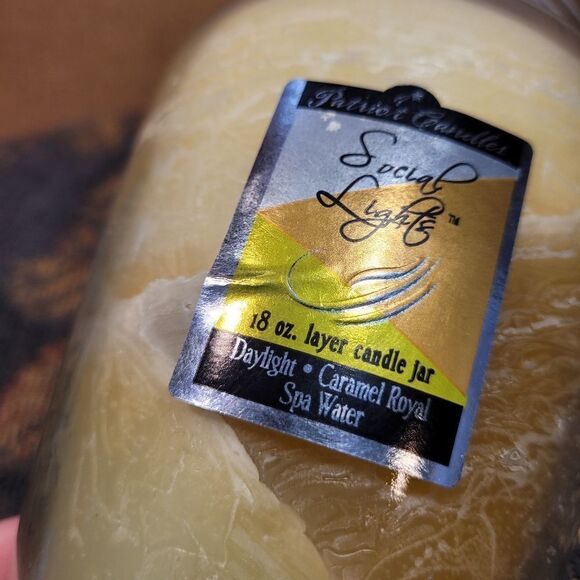 Patriot Candles
Social
Lights™
18 oz. layer candle jar
Daylight • Caramel Royal
Spa Water